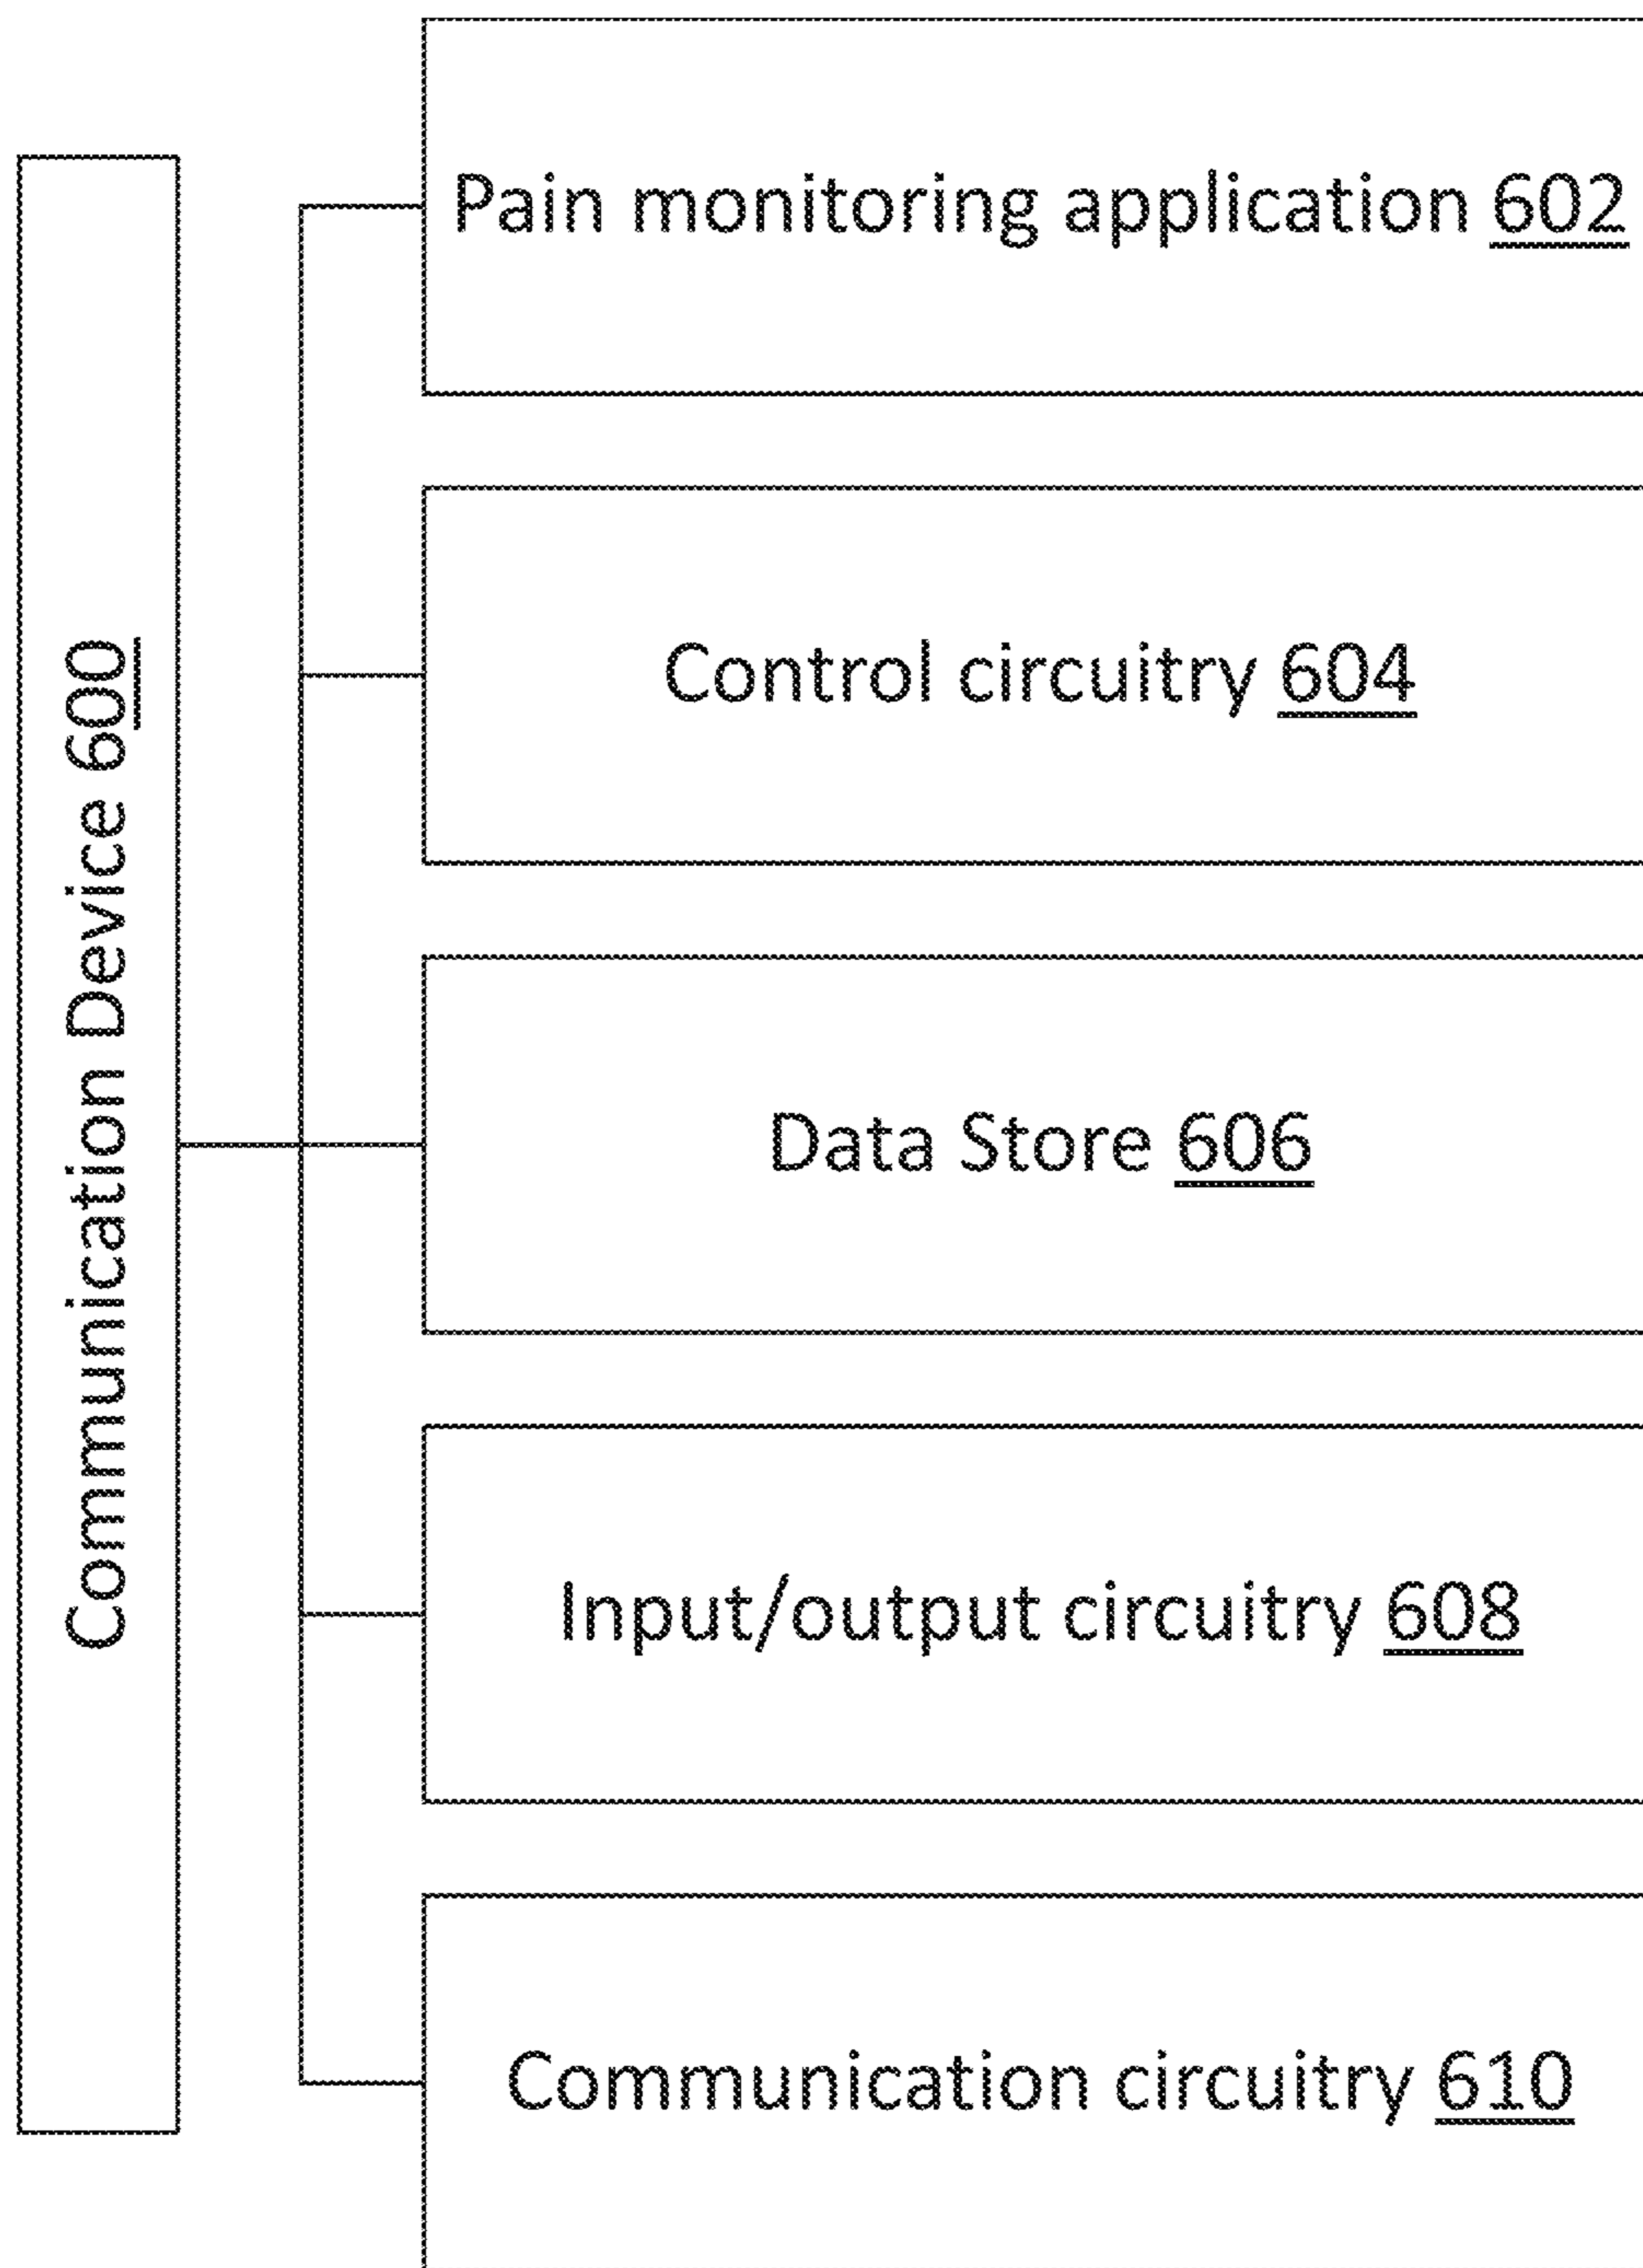 Communication Device 600
Pain monitoring application 602
Control circuitry 604
Data Store 606
Input/output circuitry 608
Communication circuitry 610